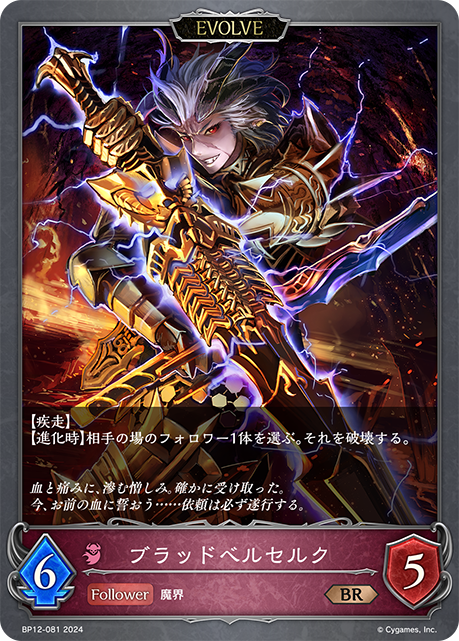 EVOLVE
【疾走】
【進化時】相手の場のフォロワー1体を選ぶ。それを破壊する。
血と痛みに、滲む憎しみ。確かに受け取った。
今、お前の血に誓おう……依頼は必ず遂行する。
ブラッドベルセルク
6
Follower 魔界
BR
5
BP12-081 2024
© Cygames, Inc.